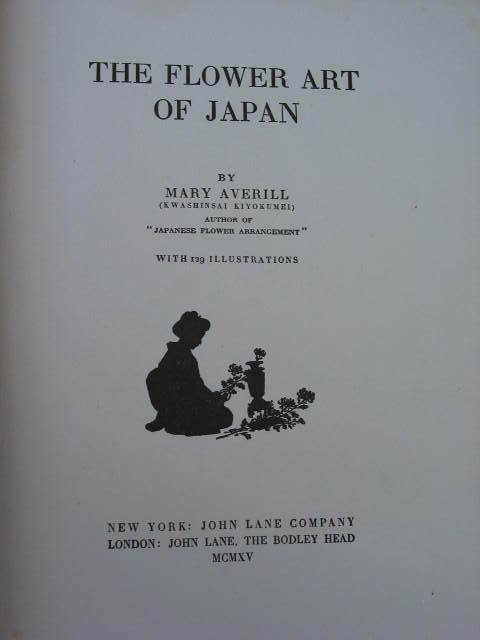 THE FLOWER ART
OF JAPAN
BY
MARY AVERILL
(KWASHINSAI KIYOKUMEI)
AUTHOR OF
"JAPANESE FLOWER ARRANGEMENT"
WITH 129 ILLUSTRATIONS
NEW YORK: JOHN LANE COMPANY
LONDON: JOHN LANE, THE BODLEY HEAD
MCMXV